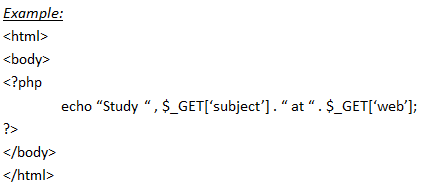 Example:
<html>
<body>
<?php
echo “Study “ , $_GET[‘subject’] . “ at “ . $_GET[‘web’];
?>
</body>
</html>